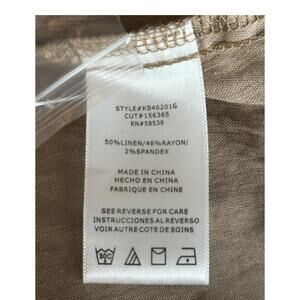 STYLE#KB46201G
CUT#156365
RN#58539
50%LINEN/48%RAYON/
2%SPANDEX
MADE IN CHINA
HECHO EN CHINA
FABRIQUE EN CHINE
SEE REVERSE FOR CARE
INSTRUCCIONES AL REVERSO
VOIR AUTRE COTE DE SOINS
30C